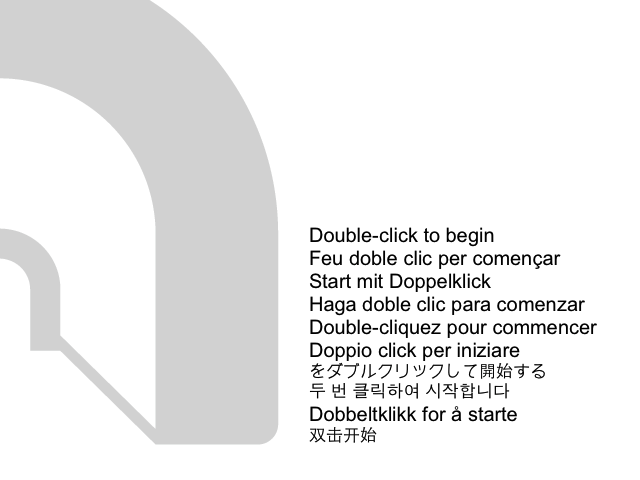 Double-click to begin
Feu doble clic per començar
Start mit Doppelklick
Haga doble clic para comenzar
Double-cliquez pour commencer
Doppio click per iniziare
をダブルクリックして開始する
두 번 클릭하여 시작합니다
Dobbeltklikk for å starte
双击开始